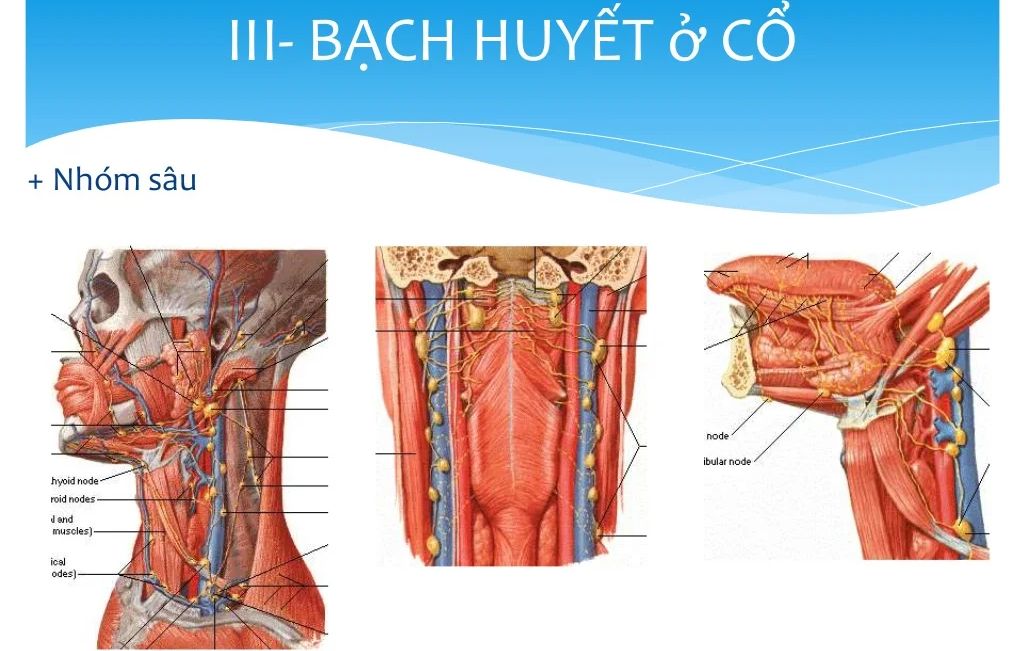 III- BẠCH HUYẾT ở CỔ
+ Nhóm sâu
hyoid node
roid nodes
l and
muscles)
ical
odes)
node
ibular node